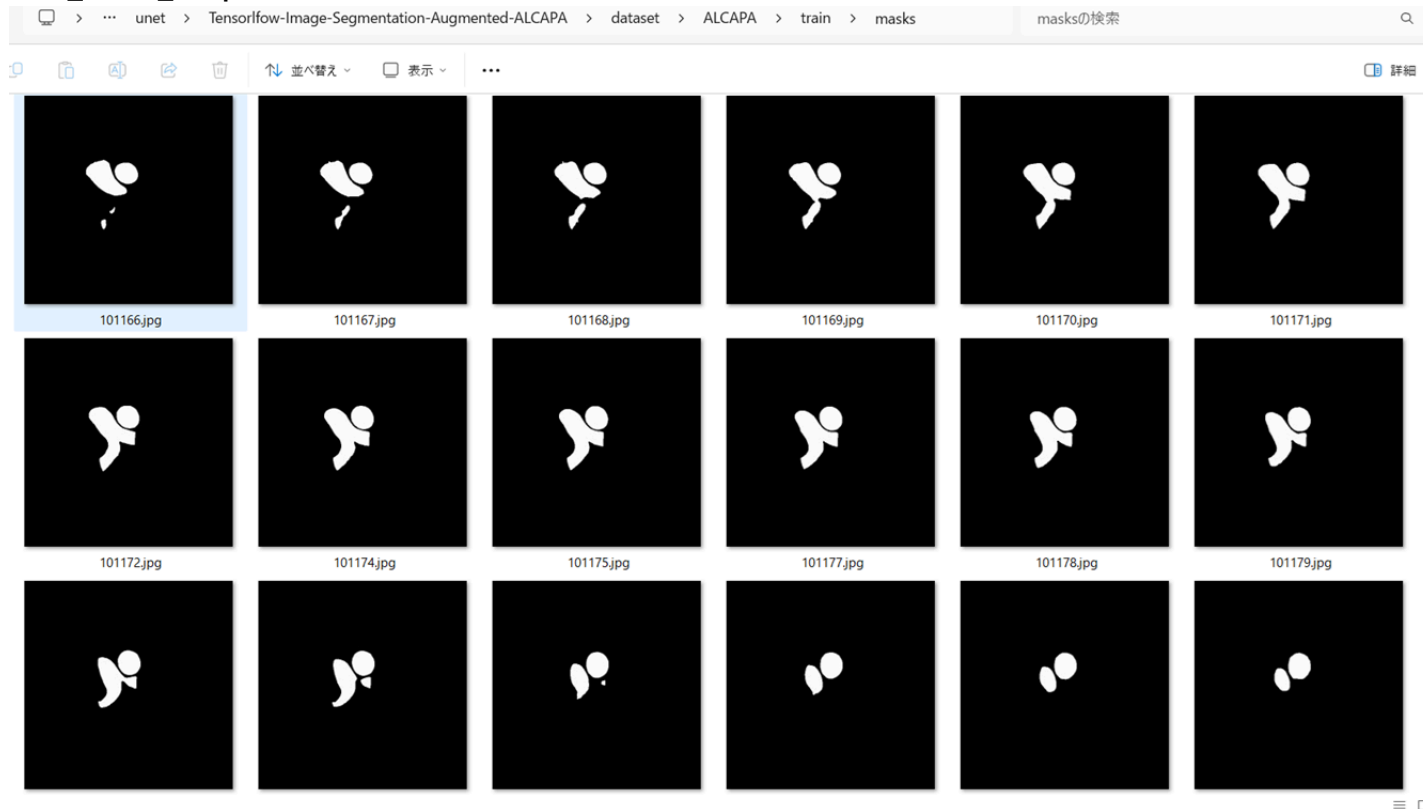 > ··· unet > Tensorlfow-Image-Segmentation-Augmented-ALCAPA > dataset > ALCAPA > train > masks masksの検索
並べ替え 表示 ··· 詳細
101166.jpg 101167.jpg 101168.jpg 101169.jpg 101170.jpg 101171.jpg
101172.jpg 101174.jpg 101175.jpg 101177.jpg 101178.jpg 101179.jpg